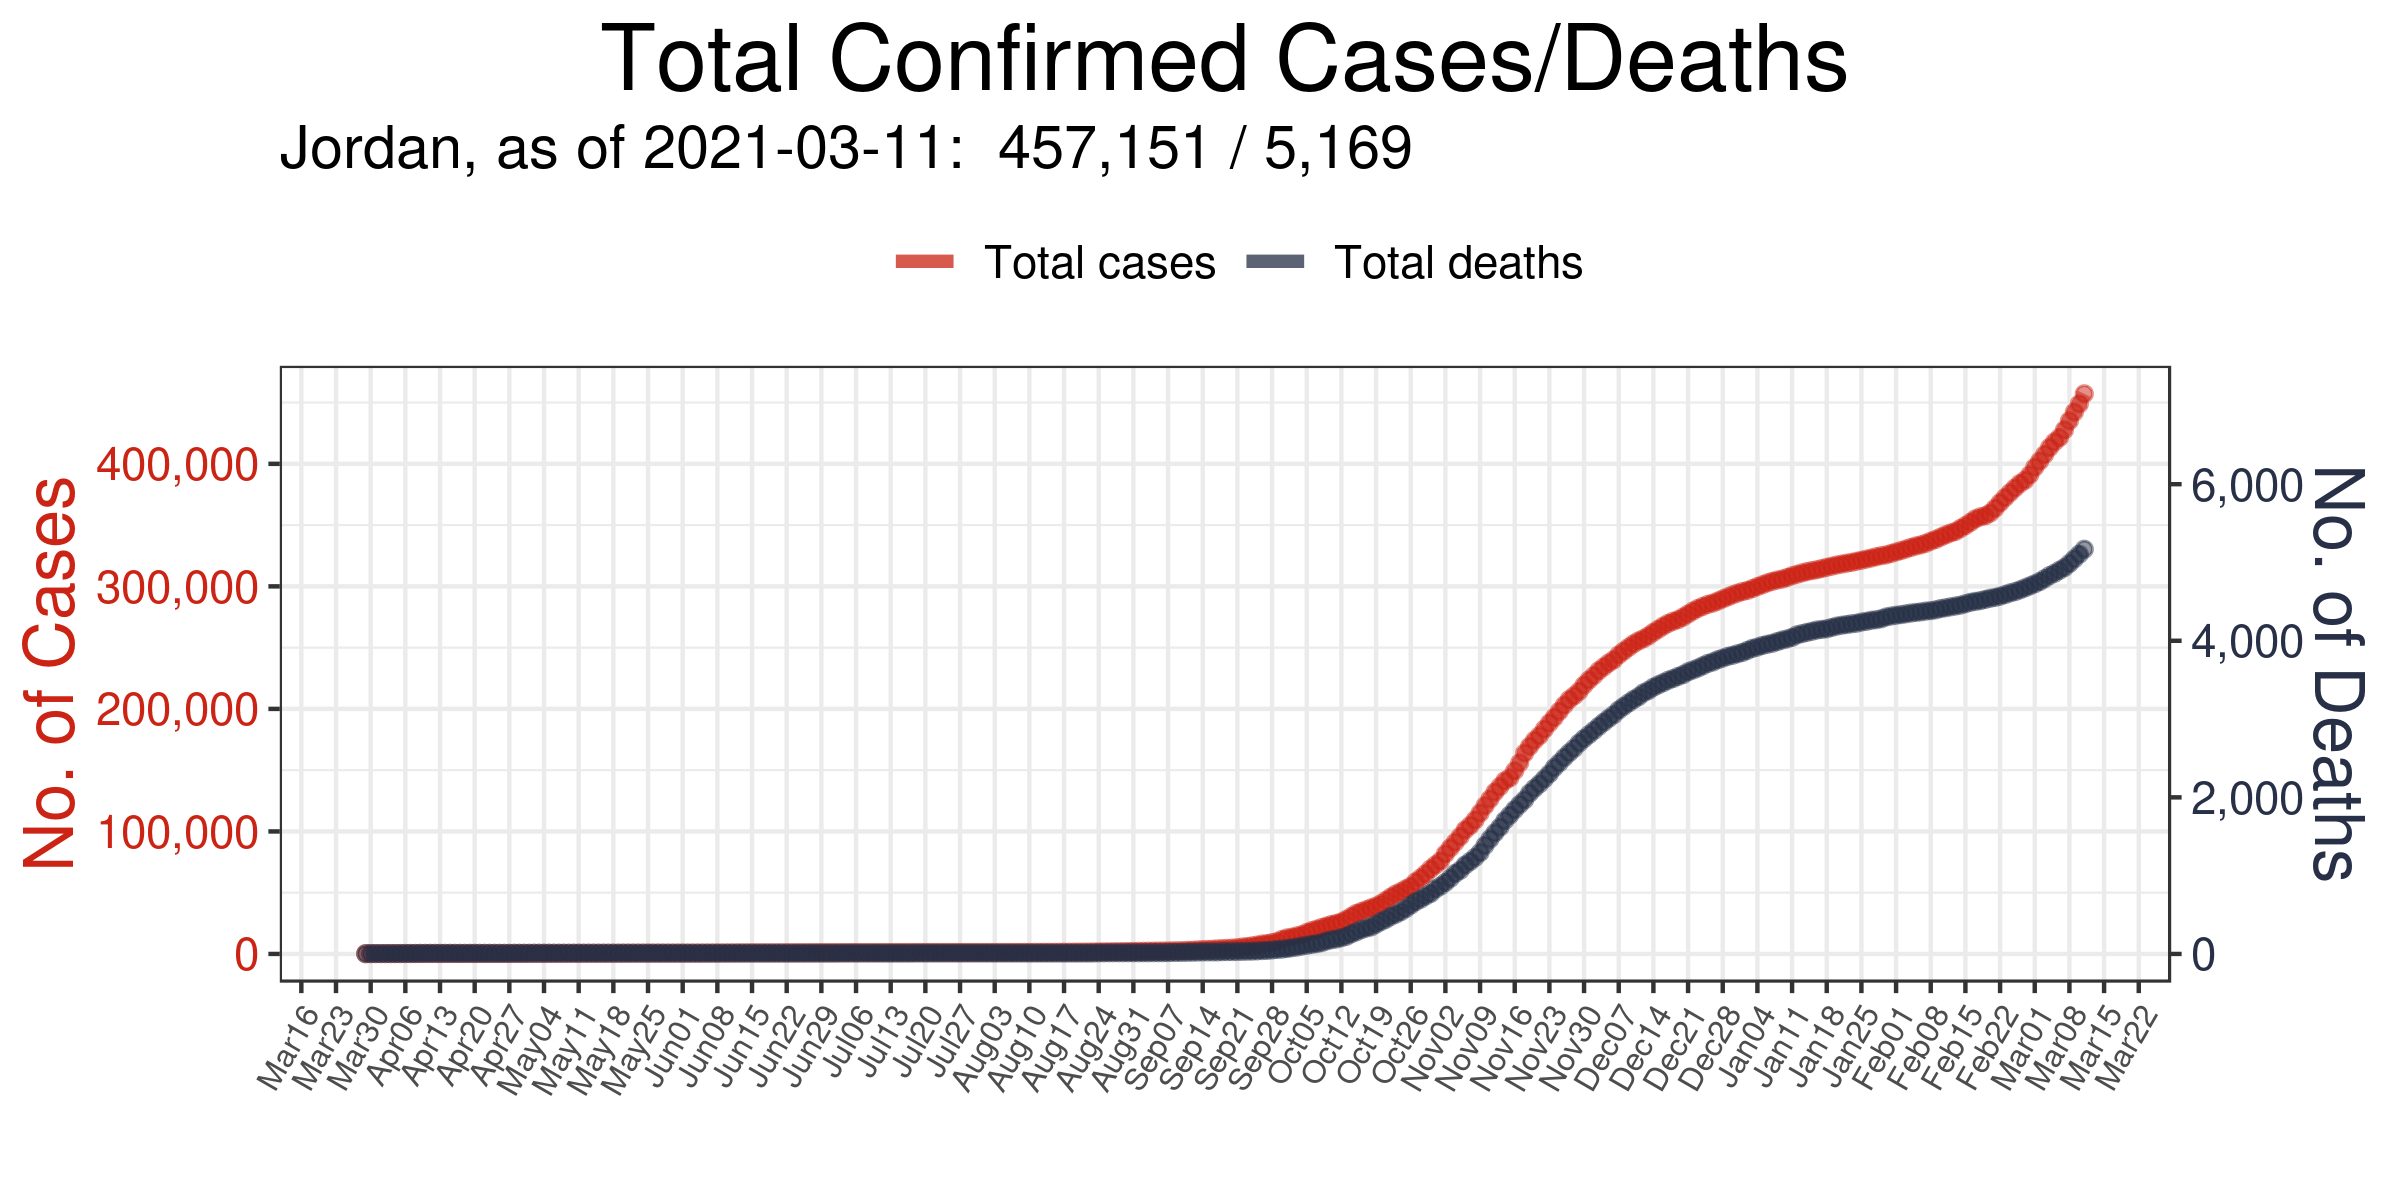 Total Confirmed Cases/Deaths
Jordan, as of 2021-03-11:  457,151 / 5,169
Total cases
Total deaths
No. of Cases
400,000
300,000
200,000
100,000
0
6,000
4,000
2,000
0
No. of Deaths
Mar16
Mar23
Mar30
Apr06
Apr13
Apr20
Apr27
May04
May11
May18
May25
Jun01
Jun08
Jun15
Jun22
Jun29
Jul06
Jul13
Jul20
Jul27
Aug03
Aug10
Aug17
Aug24
Aug31
Sep07
Sep14
Sep21
Sep28
Oct05
Oct12
Oct19
Oct26
Nov02
Nov09
Nov16
Nov23
Nov30
Dec07
Dec14
Dec21
Dec28
Jan04
Jan11
Jan18
Jan25
Feb01
Feb08
Feb15
Feb22
Mar01
Mar08
Mar15
Mar22